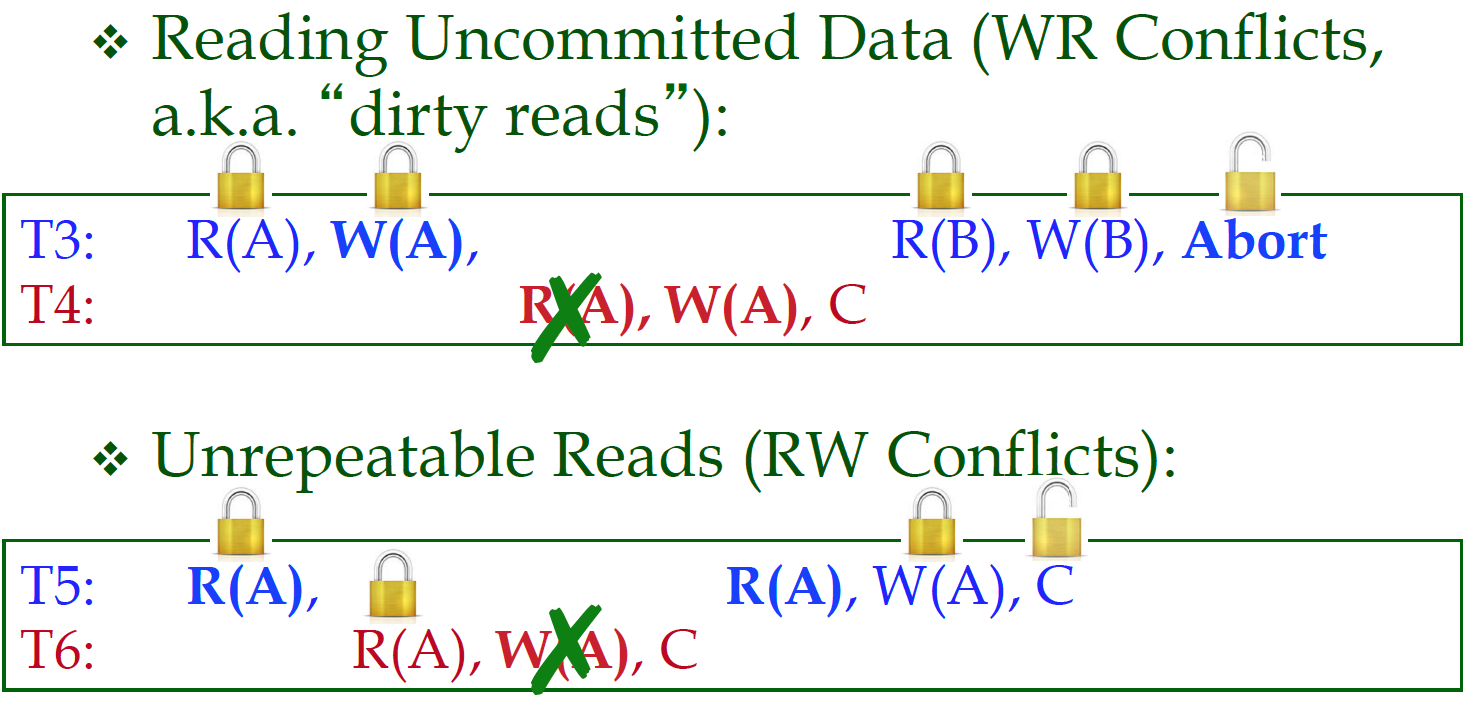 ❖ Reading Uncommitted Data (WR Conflicts,
a.k.a. “dirty reads”):
T3: R(A), W(A), R(B), W(B), Abort
T4: R(A), W(A), C
❖ Unrepeatable Reads (RW Conflicts):
T5: R(A), R(A), W(A), C
T6: R(A), W(A), C